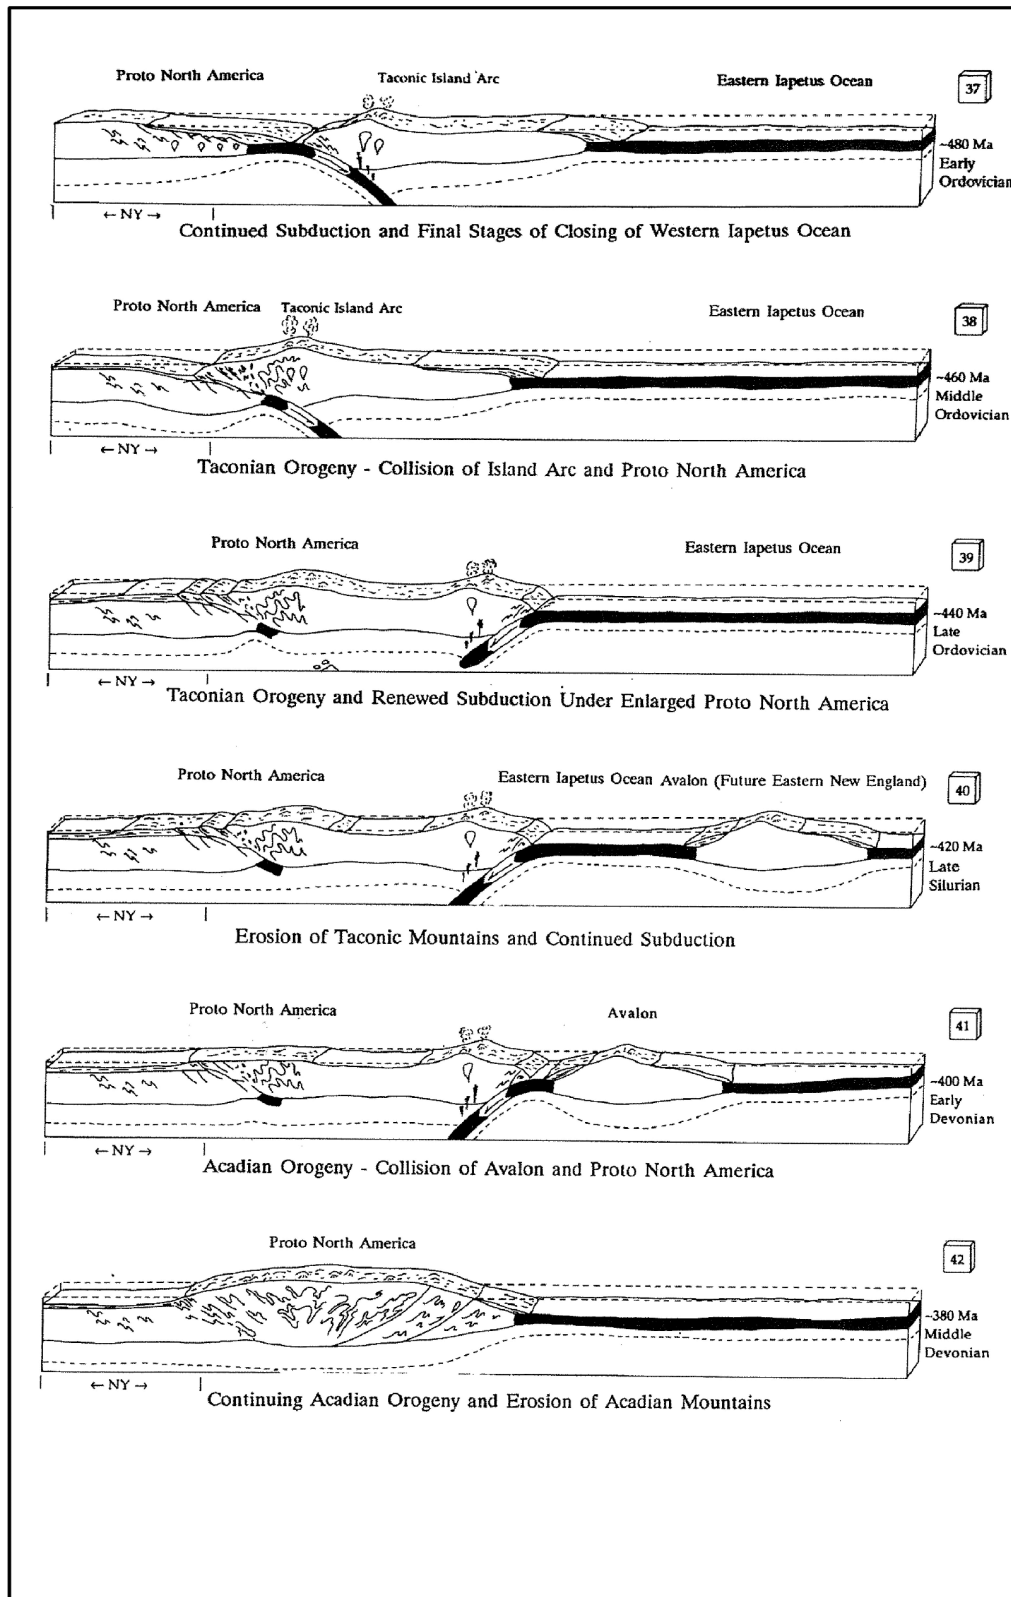 Proto North America
Taconic Island Arc
Eastern Iapetus Ocean
37
~480 Ma
Early
Ordovician
← NY →
Continued Subduction and Final Stages of Closing of Western Iapetus Ocean
Proto North America
Taconic Island Arc
Eastern Iapetus Ocean
38
~460 Ma
Middle
Ordovician
← NY →
Taconian Orogeny - Collision of Island Arc and Proto North America
Proto North America
Eastern Iapetus Ocean
39
~440 Ma
Late
Ordovician
← NY →
Taconian Orogeny and Renewed Subduction Under Enlarged Proto North America
Proto North America
Eastern Iapetus Ocean
Avalon (Future Eastern New England)
40
~420 Ma
Late
Silurian
← NY →
Erosion of Taconic Mountains and Continued Subduction
Proto North America
Avalon
41
~400 Ma
Early
Devonian
← NY →
Acadian Orogeny - Collision of Avalon and Proto North America
Proto North America
42
~380 Ma
Middle
Devonian
← NY →
Continuing Acadian Orogeny and Erosion of Acadian Mountains